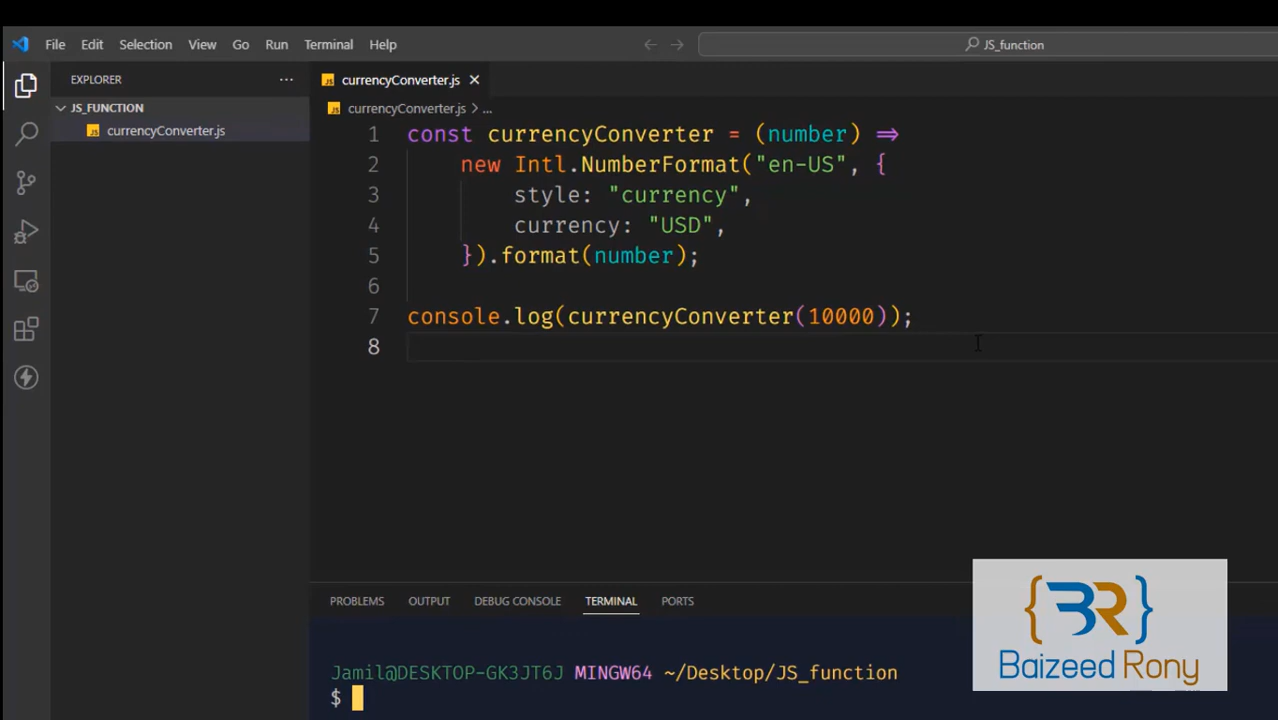 File Edit Selection View Go Run Terminal Help
JS_function
EXPLORER
JS_FUNCTION
JS currencyConverter.js
JS currencyConverter.js
JS currencyConverter.js > ...
1 const currencyConverter = (number) =>
2 new Intl.NumberFormat("en-US", {
3 style: "currency",
4 currency: "USD",
5 }).format(number);
6
7 console.log(currencyConverter(10000));
8
PROBLEMS OUTPUT DEBUG CONSOLE TERMINAL PORTS
Jamil@DESKTOP-GK3JT6J MINGW64 ~/Desktop/JS_function
$
{BR}
Baizeed Rony